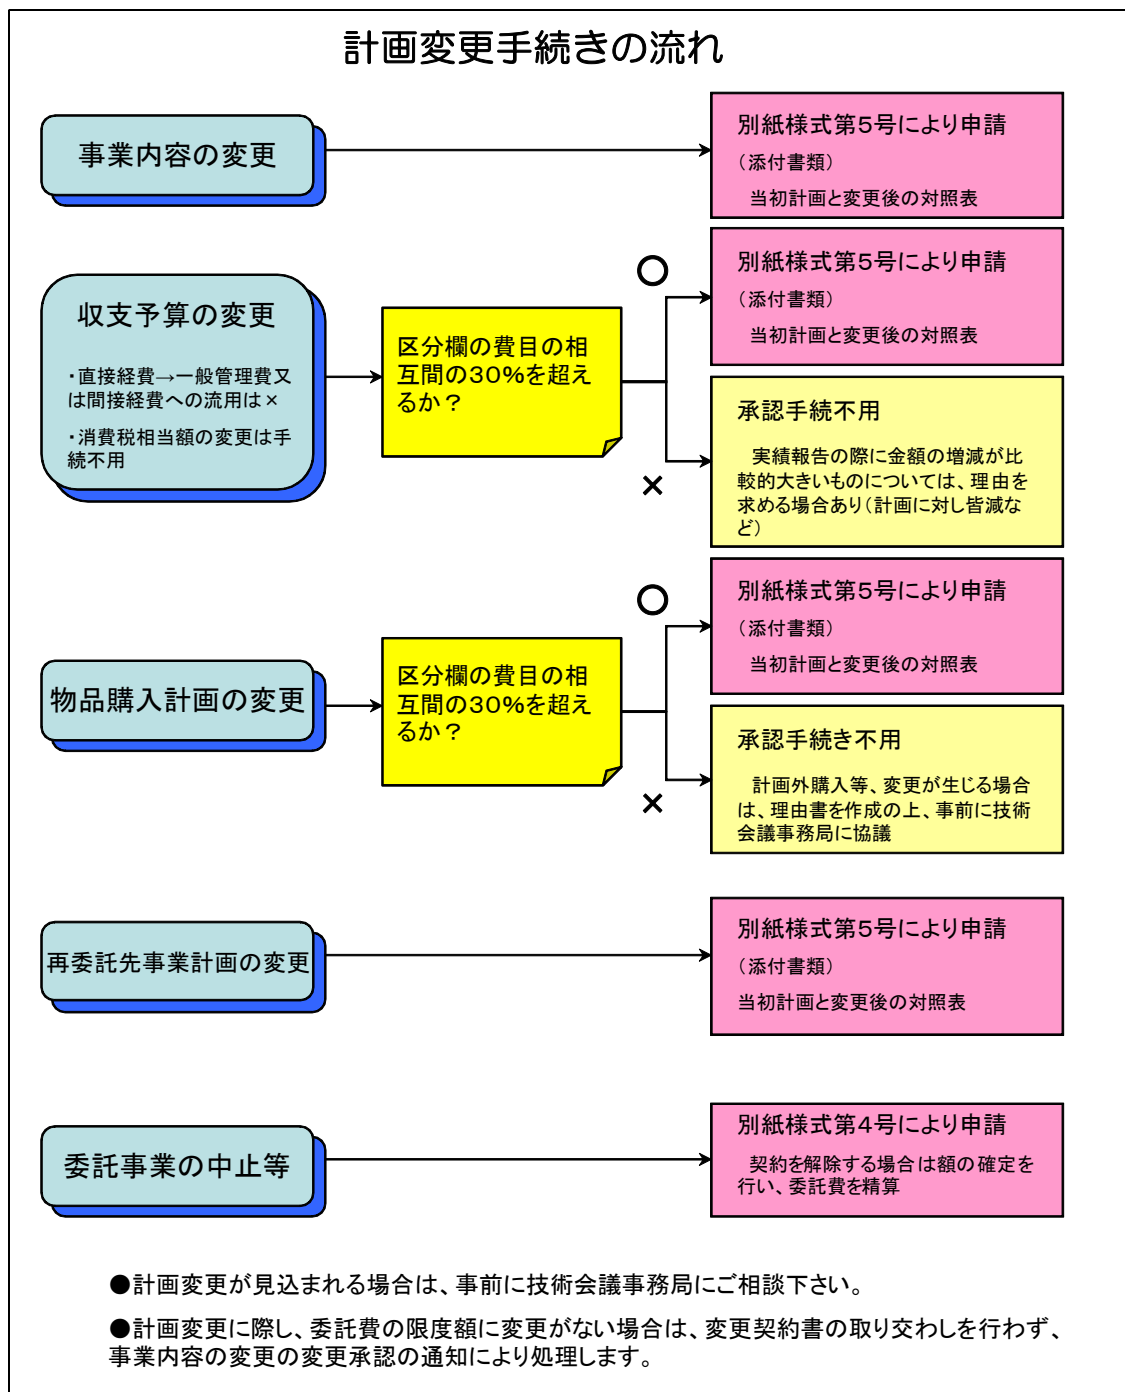 計画変更手続きの流れ
事業内容の変更
別紙様式第５号により申請
（添付書類）
当初計画と変更後の対照表
収支予算の変更
・直接経費→一般管理費又
は間接経費への流用は×
・消費税相当額の変更は手
続不用
区分欄の費目の相
互間の３０％を超え
るか？
○
別紙様式第５号により申請
（添付書類）
当初計画と変更後の対照表
×
承認手続不用
実績報告の際に金額の増減が比
較的大きいものについては、理由を
求める場合あり（計画に対し皆減な
ど）
物品購入計画の変更
区分欄の費目の相
互間の３０％を超え
るか？
○
別紙様式第５号により申請
（添付書類）
当初計画と変更後の対照表
×
承認手続き不用
計画外購入等、変更が生じる場合
は、理由書を作成の上、事前に技術
会議事務局に協議
再委託先事業計画の変更
別紙様式第５号により申請
（添付書類）
当初計画と変更後の対照表
委託事業の中止等
別紙様式第４号により申請
契約を解除する場合は額の確定を
行い、委託費を精算
●計画変更が見込まれる場合は、事前に技術会議事務局にご相談下さい。
●計画変更に際し、委託費の限度額に変更がない場合は、変更契約書の取り交わしを行わず、
事業内容の変更の変更承認の通知により処理します。